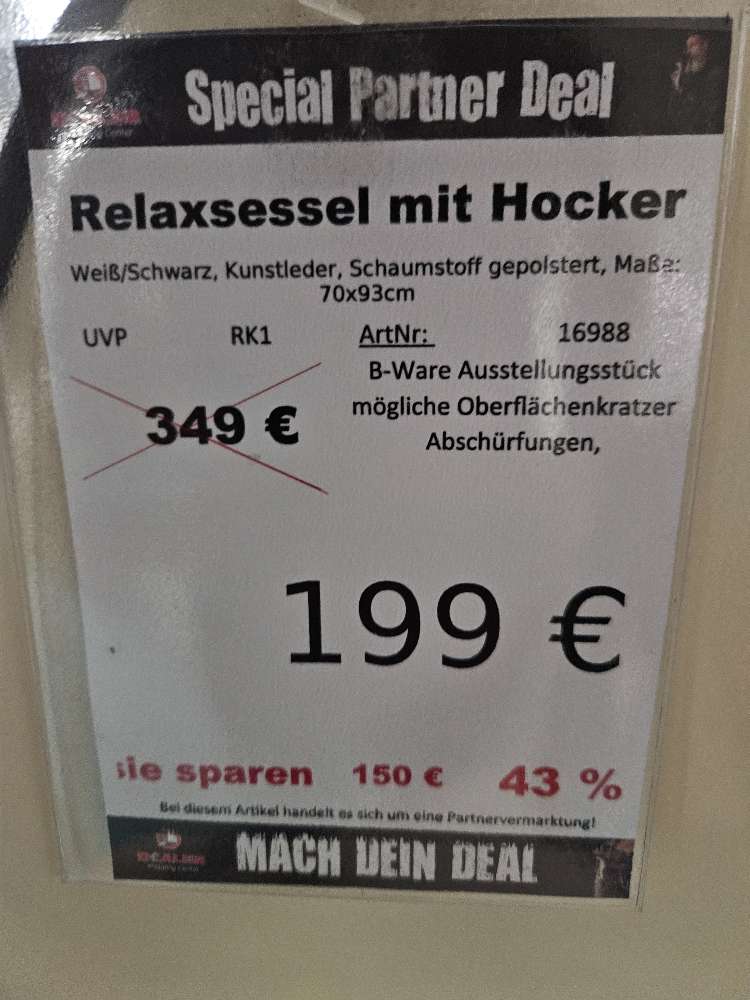 Special Partner Deal
Relaxsessel mit Hocker
Weiß/Schwarz, Kunstleder, Schaumstoff gepolstert, Maße:
70x93cm
UVP RK1 ArtNr: 16988
B-Ware Ausstellungsstück
349 € mögliche Oberflächenkratzer
Abschürfungen,
199 €
sie sparen 150 € 43 %
Bei diesem Artikel handelt es sich um eine Partnervermarktung!
MACH DEIN DEAL